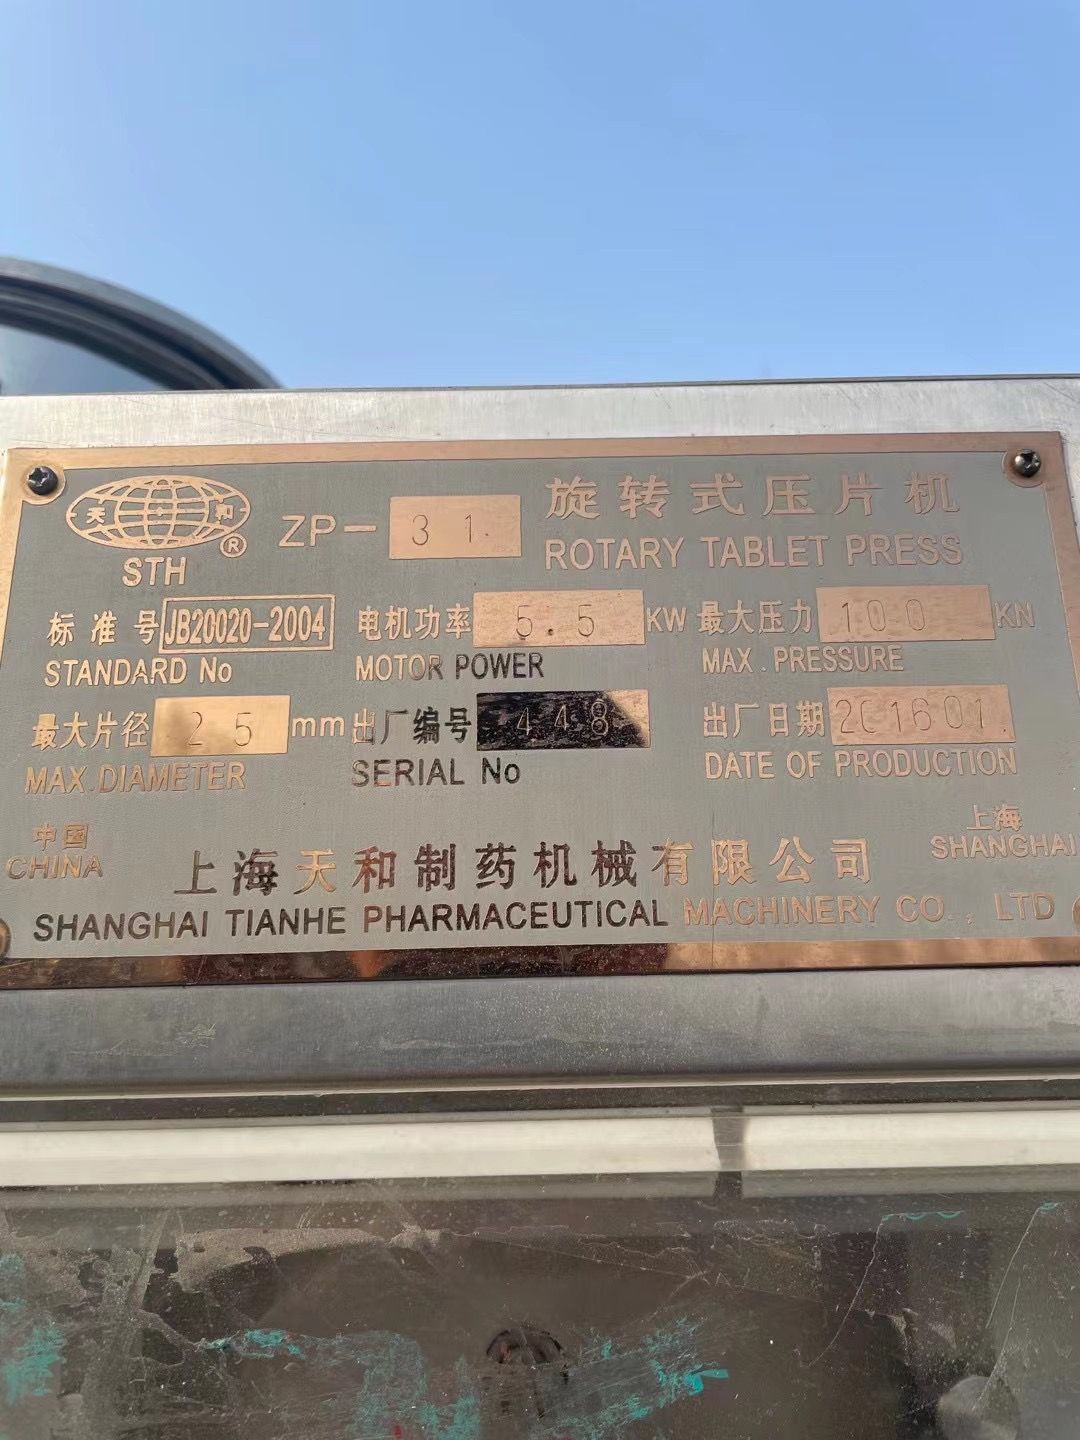 天和 ®
STH
ZP-31.
旋转式压片机
ROTARY TABLET PRESS
标准号 JB20020-2004 电机功率 5.5 KW 最大压力 100 KN
STANDARD No MOTOR POWER MAX.PRESSURE
最大片径 25 mm 出厂编号 448 出厂日期 201601.
MAX.DIAMETER SERIAL No DATE OF PRODUCTION
中国 上海
CHINA SHANGHAI
上海天和制药机械有限公司
SHANGHAI TIANHE PHARMACEUTICAL MACHINERY CO., LTD